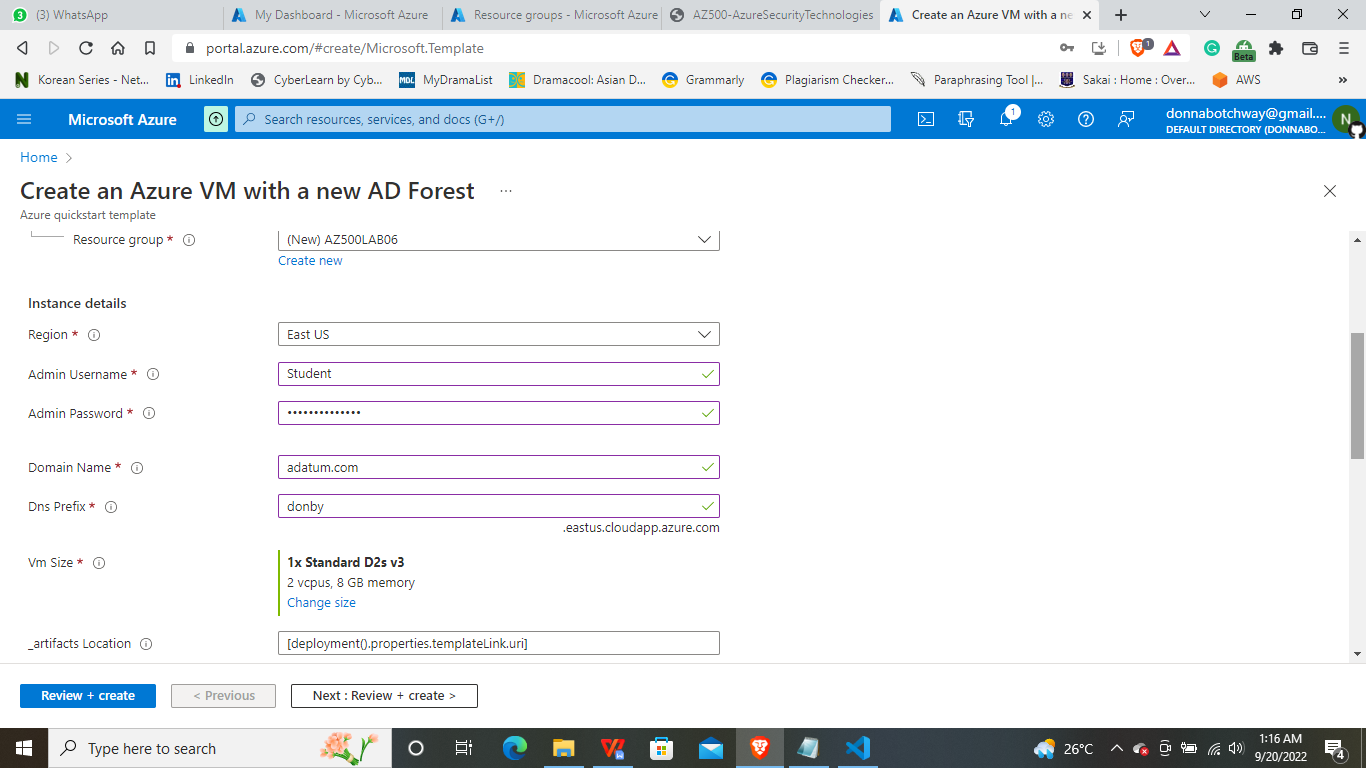 (3) WhatsApp
My Dashboard - Microsoft Azure
Resource groups - Microsoft Azure
AZ500-AzureSecurityTechnologies
Create an Azure VM with a ne
portal.azure.com/#create/Microsoft.Template
1
Beta
Korean Series - Net...
LinkedIn
CyberLearn by Cyb...
MDL MyDramaList
Dramacool: Asian D...
Grammarly
Plagiarism Checker...
Paraphrasing Tool |...
Sakai : Home : Over...
AWS
»
Microsoft Azure
Search resources, services, and docs (G+/)
1
donnabotchway@gmail....
DEFAULT DIRECTORY (DONNABO...
N
Home
Create an Azure VM with a new AD Forest ...
Azure quickstart template
Resource group *
(New) AZ500LAB06
Create new
Instance details
Region *
East US
Admin Username *
Student
Admin Password *
••••••••••••••
Domain Name *
adatum.com
Dns Prefix *
donby
.eastus.cloudapp.azure.com
Vm Size *
1x Standard D2s v3
2 vcpus, 8 GB memory
Change size
_artifacts Location
[deployment().properties.templateLink.uri]
Review + create
< Previous
Next : Review + create >
Type here to search
26°C
1:16 AM
9/20/2022
4